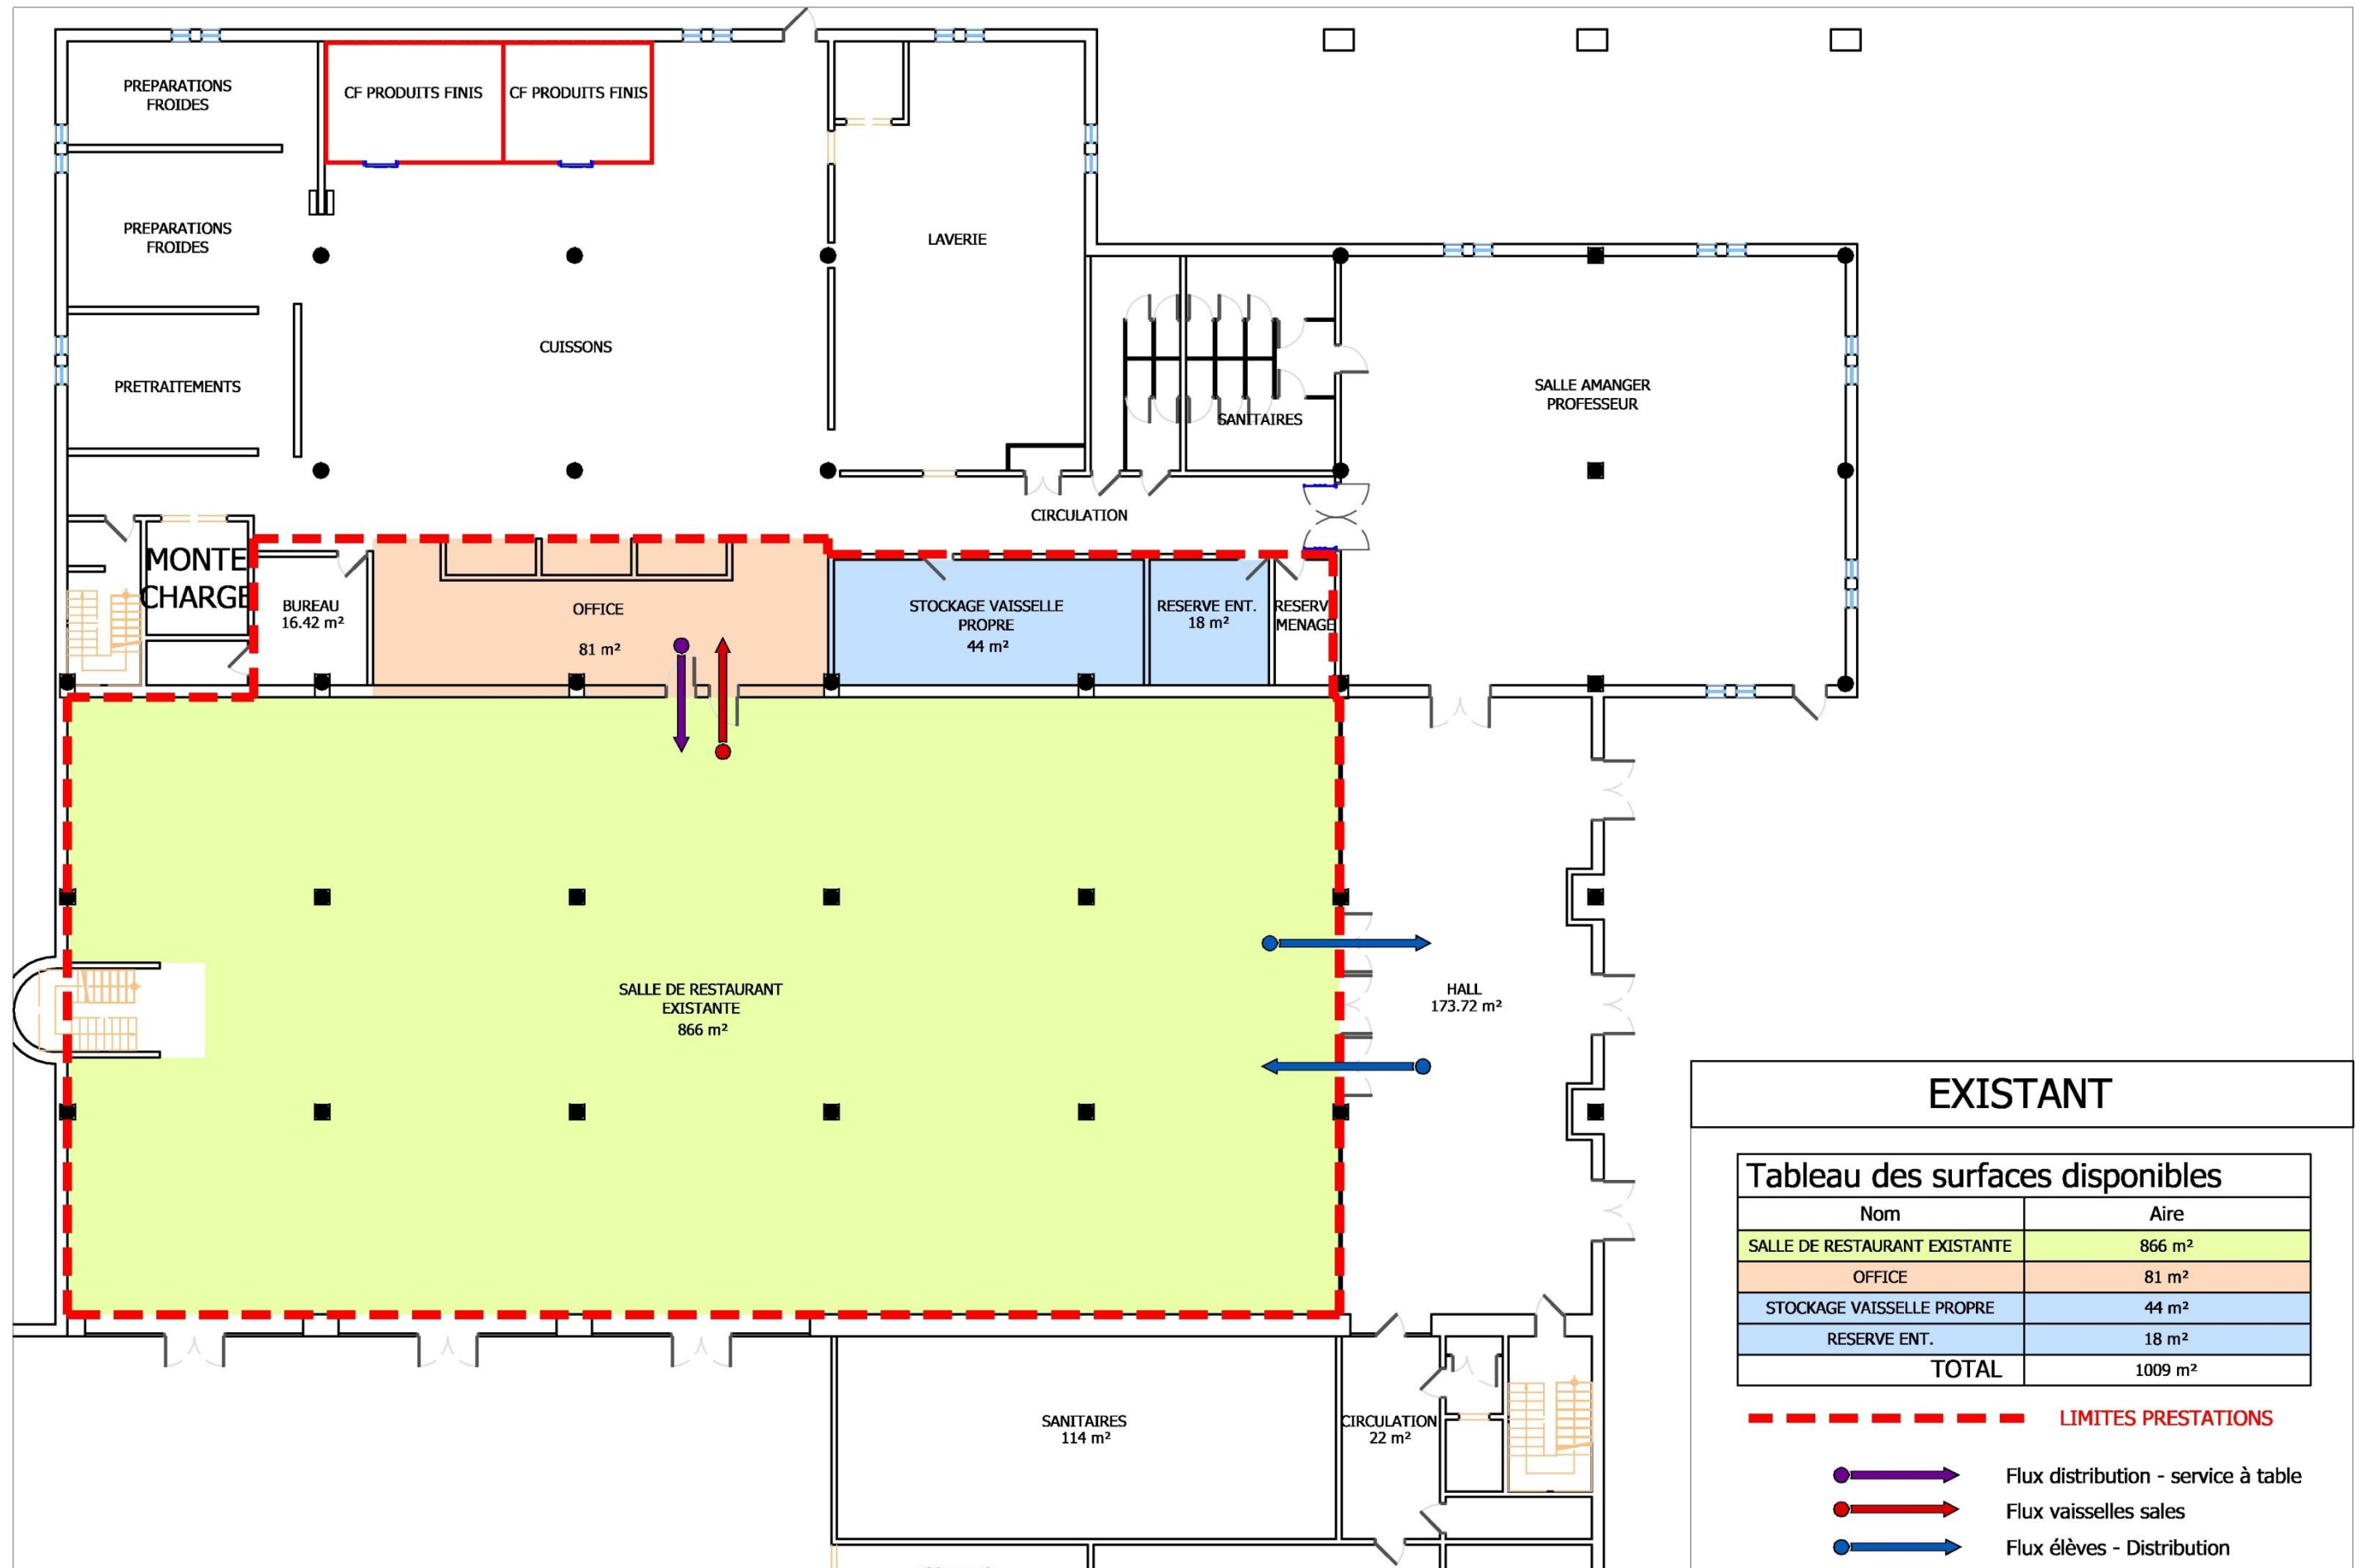 PREPARATIONS
FROIDES
CF PRODUITS FINIS
CF PRODUITS FINIS
PREPARATIONS
FROIDES
LAVERIE
CUISSONS
PRETRAITEMENTS
SALLE AMANGER
PROFESSEUR
SANITAIRES
CIRCULATION
MONTE
CHARGE
BUREAU
16.42 m²
OFFICE
81 m²
STOCKAGE VAISSELLE
PROPRE
44 m²
RESERVE ENT.
18 m²
RESERV
MENAGE
SALLE DE RESTAURANT
EXISTANTE
866 m²
HALL
173.72 m²
SANITAIRES
114 m²
CIRCULATION
22 m²
EXISTANT
Tableau des surfaces disponibles
Nom Aire
SALLE DE RESTAURANT EXISTANTE 866 m²
OFFICE 81 m²
STOCKAGE VAISSELLE PROPRE 44 m²
RESERVE ENT. 18 m²
TOTAL 1009 m²
LIMITES PRESTATIONS
Flux distribution - service à table
Flux vaisselles sales
Flux élèves - Distribution